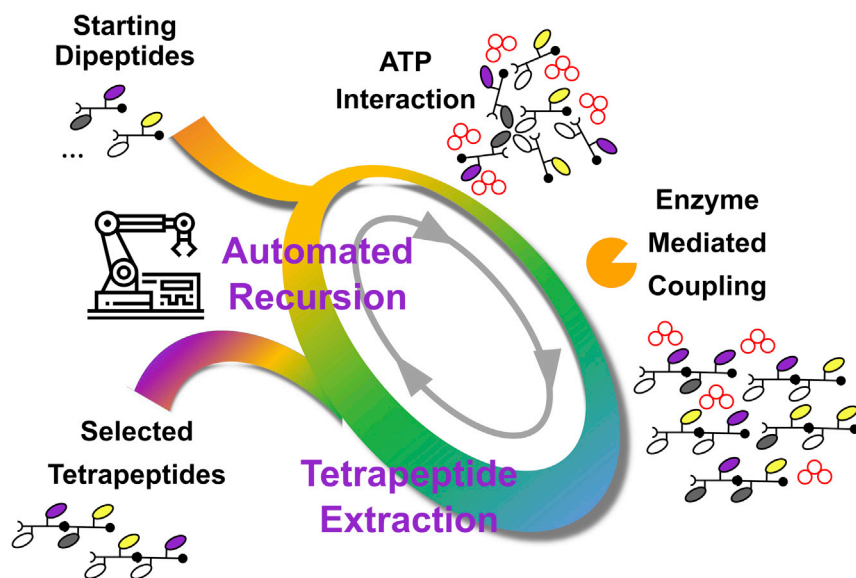 Starting
Dipeptides
...
ATP
Interaction
Enzyme
Mediated
Coupling
Automated
Recursion
Selected
Tetrapeptides
Tetrapeptide
Extraction